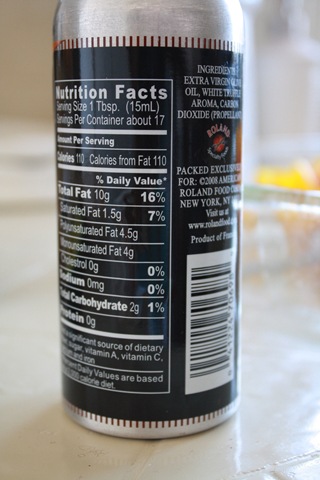 Nutrition Facts
Serving Size 1 Tbsp. (15mL)
Servings Per Container about 17
Amount Per Serving
Calories 110 Calories from Fat 110
% Daily Value*
Total Fat 10g 16%
Saturated Fat 1.5g 7%
Polyunsaturated Fat 4.5g
Monounsaturated Fat 4g
Cholesterol 0g 0%
Sodium 0mg 0%
Total Carbohydrate 2g 1%
Protein 0g
significant source of dietary
sugar, vitamin A, vitamin C,
and iron
Daily Values are based
calorie diet.
INGREDIENTS
EXTRA VIRGIN OLIVE
OIL, WHITE TRUFFLE
AROMA, CARBON
DIOXIDE (PROPELLANT
ROLAND
PACKED EXCLUSIVE
FOR: ©2008 AMERICAN
ROLAND FOOD CO
NEW YORK, NY
Visit us at
www.rolandfood
Product of Fran